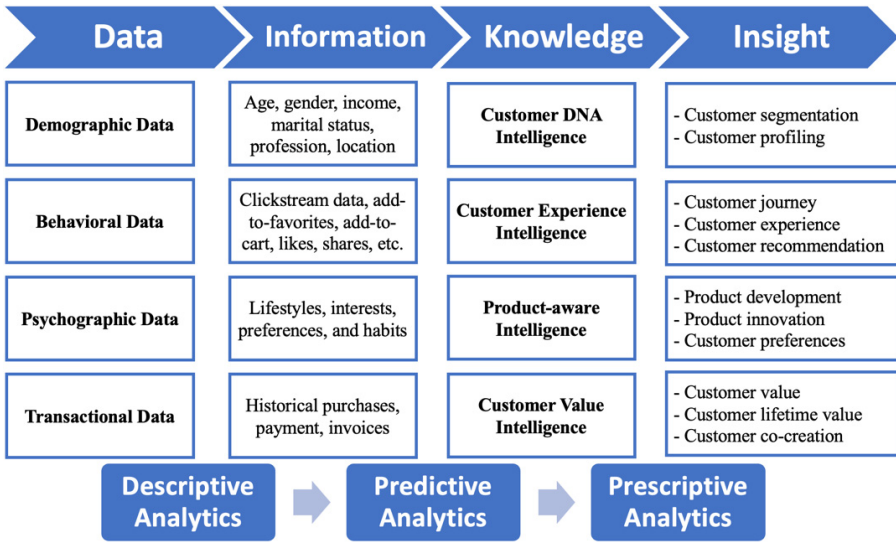 Data
Information
Knowledge
Insight
Demographic Data
Age, gender, income,
marital status,
profession, location
Customer DNA
Intelligence
- Customer segmentation
- Customer profiling
Behavioral Data
Clickstream data, add-
to-favorites, add-to-
cart, likes, shares, etc.
Customer Experience
Intelligence
- Customer journey
- Customer experience
- Customer recommendation
Psychographic Data
Lifestyles, interests,
preferences, and habits
Product-aware
Intelligence
- Product development
- Product innovation
- Customer preferences
Transactional Data
Historical purchases,
payment, invoices
Customer Value
Intelligence
- Customer value
- Customer lifetime value
- Customer co-creation
Descriptive
Analytics
Predictive
Analytics
Prescriptive
Analytics